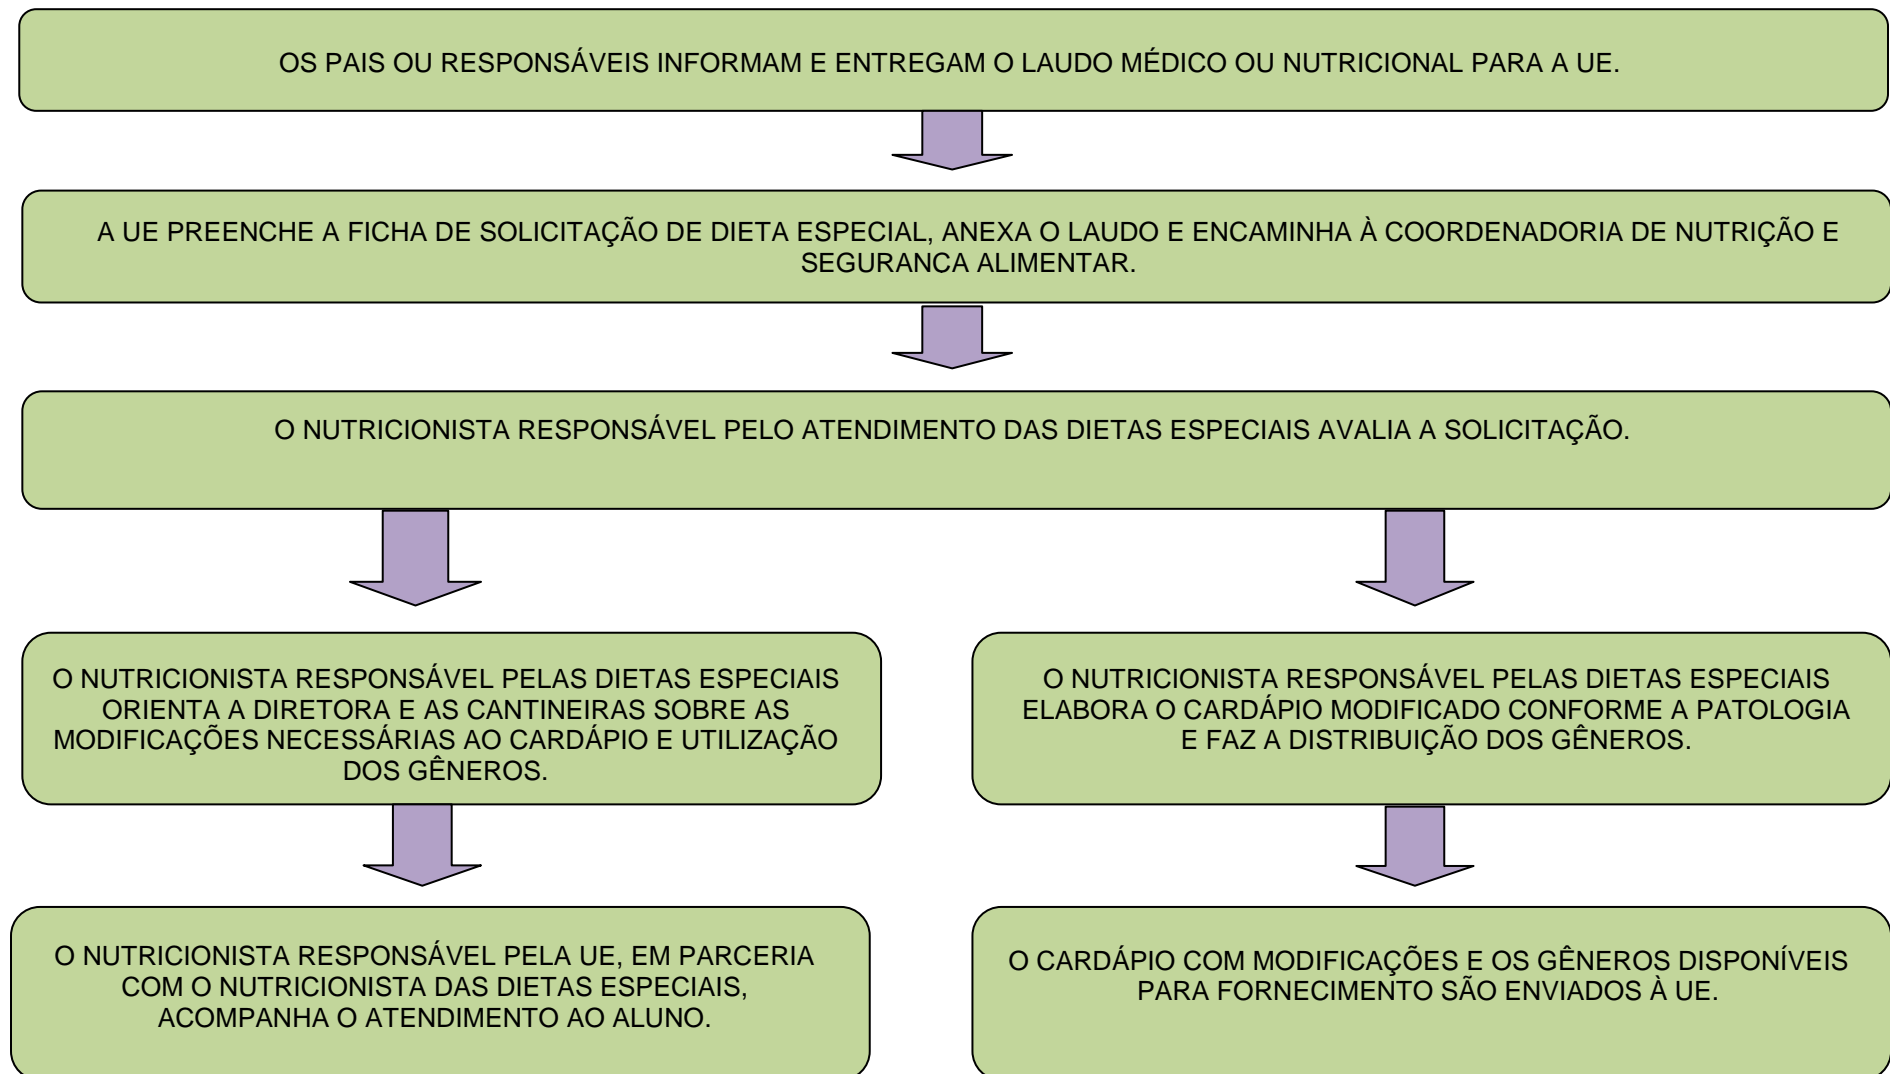 OS PAIS OU RESPONSÁVEIS INFORMAM E ENTREGAM O LAUDO MÉDICO OU NUTRICIONAL PARA A UE.
A UE PREENCHE A FICHA DE SOLICITAÇÃO DE DIETA ESPECIAL, ANEXA O LAUDO E ENCAMINHA À COORDENADORIA DE NUTRIÇÃO E
SEGURANCA ALIMENTAR.
O NUTRICIONISTA RESPONSÁVEL PELO ATENDIMENTO DAS DIETAS ESPECIAIS AVALIA A SOLICITAÇÃO.
O NUTRICIONISTA RESPONSÁVEL PELAS DIETAS ESPECIAIS
ORIENTA A DIRETORA E AS CANTINEIRAS SOBRE AS
MODIFICAÇÕES NECESSÁRIAS AO CARDÁPIO E UTILIZAÇÃO
DOS GÊNEROS.
O NUTRICIONISTA RESPONSÁVEL PELAS DIETAS ESPECIAIS
ELABORA O CARDÁPIO MODIFICADO CONFORME A PATOLOGIA
E FAZ A DISTRIBUIÇÃO DOS GÊNEROS.
O NUTRICIONISTA RESPONSÁVEL PELA UE, EM PARCERIA
COM O NUTRICIONISTA DAS DIETAS ESPECIAIS,
ACOMPANHA O ATENDIMENTO AO ALUNO.
O CARDÁPIO COM MODIFICAÇÕES E OS GÊNEROS DISPONÍVEIS
PARA FORNECIMENTO SÃO ENVIADOS À UE.